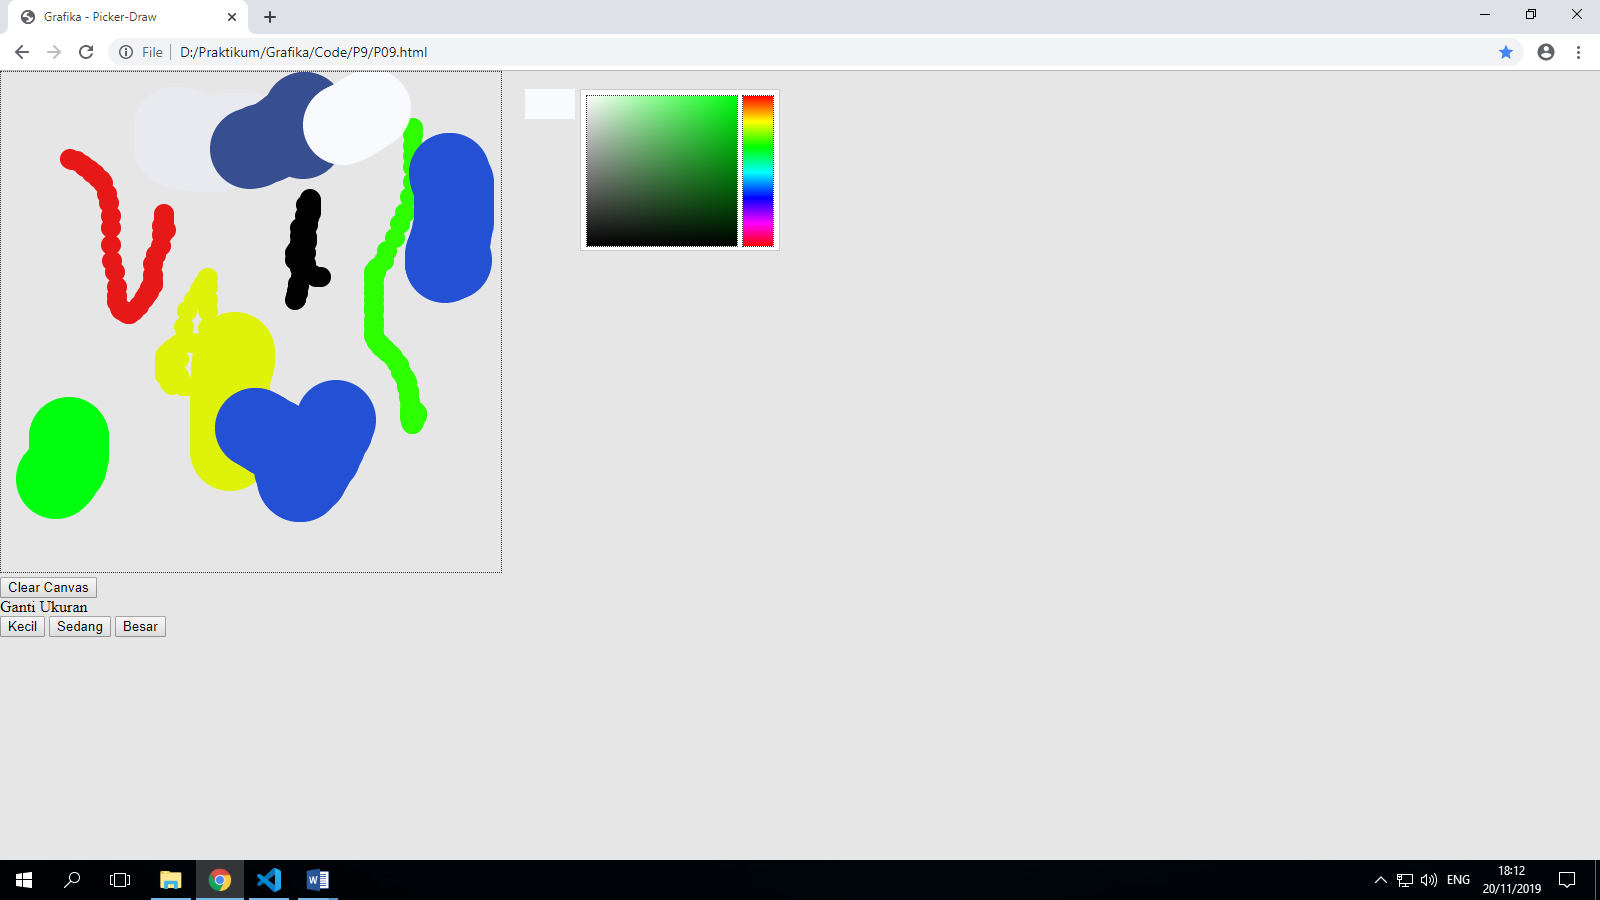 Grafika - Picker-Draw
File
D:/Praktikum/Grafika/Code/P9/P09.html
Clear Canvas
Ganti Ukuran
Kecil Sedang Besar
ENG
18:12
20/11/2019